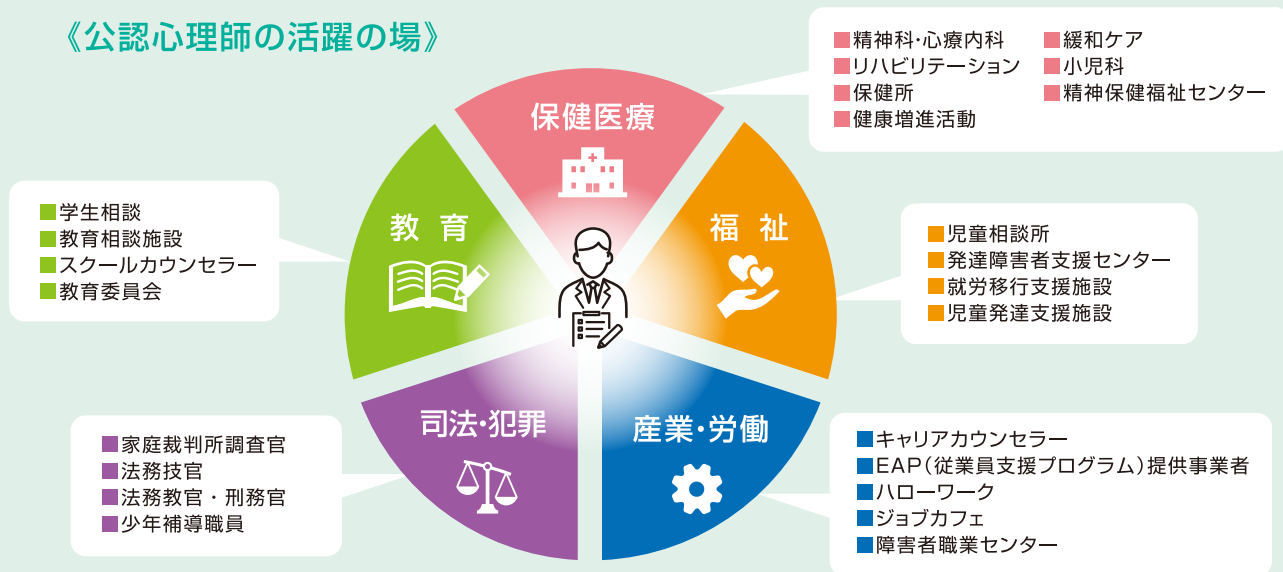 《公認心理師の活躍の場》
保健医療
■精神科・心療内科
■リハビリテーション
■保健所
■健康増進活動
■緩和ケア
■小児科
■精神保健福祉センター
福 祉
■児童相談所
■発達障害者支援センター
■就労移行支援施設
■児童発達支援施設
産業・労働
■キャリアカウンセラー
■EAP(従業員支援プログラム)提供事業者
■ハローワーク
■ジョブカフェ
■障害者職業センター
司法・犯罪
■家庭裁判所調査官
■法務技官
■法務教官・刑務官
■少年補導職員
教 育
■学生相談
■教育相談施設
■スクールカウンセラー
■教育委員会